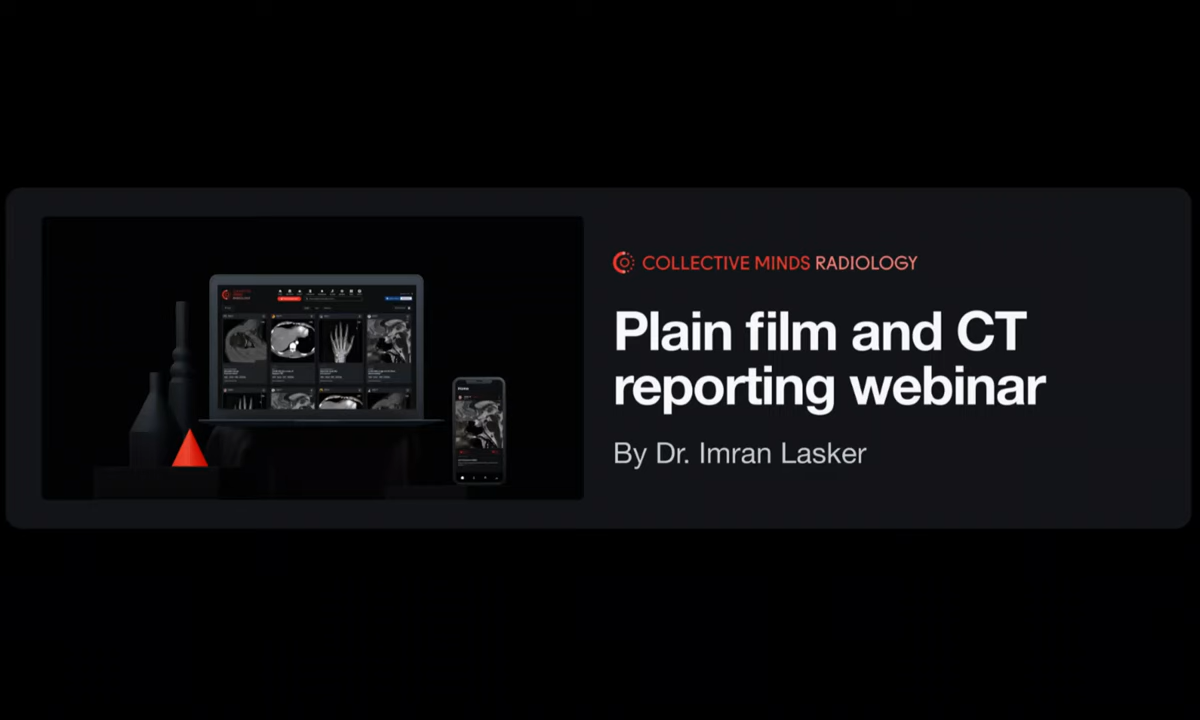 COLLECTIVE MINDS RADIOLOGY
Plain film and CT
reporting webinar
By Dr. Imran Lasker